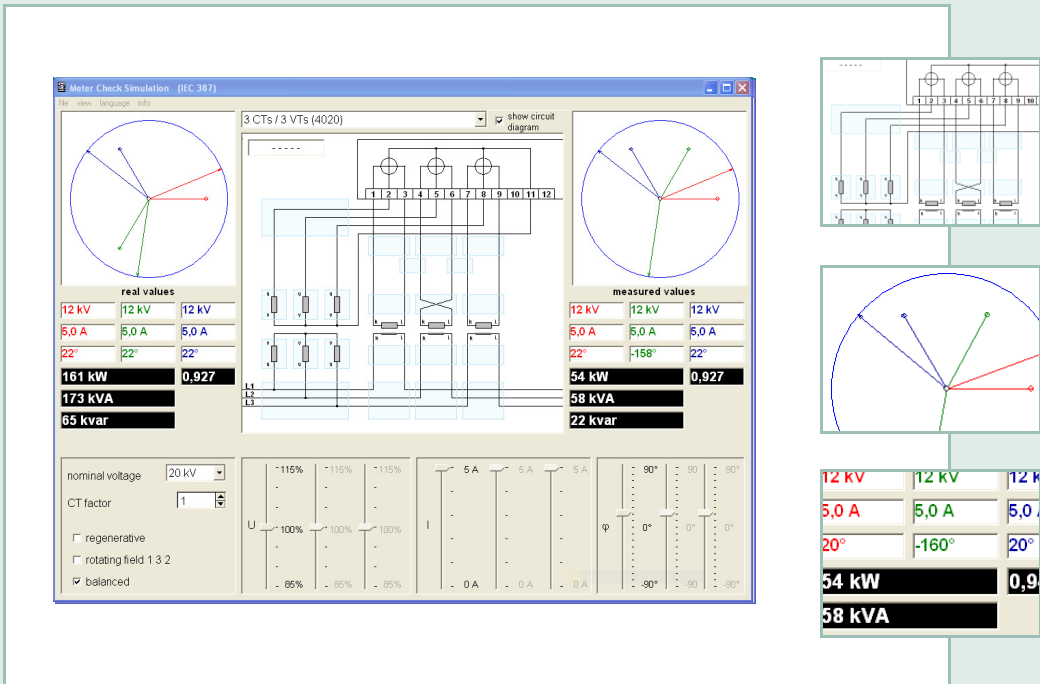 Meter Check Simulation   (IEC 387)
file   view   language   info
3 CTs / 3 VTs (4020)
show circuit
diagram
- - - - -
1 2 3 4 5 6 7 8 9 10 11 12
L1
L2
L3
real values
12 kV 12 kV 12 kV
5,0 A 5,0 A 5,0 A
22° 22° 22°
161 kW 0,927
173 kVA
65 kvar
measured values
12 kV 12 kV 12 kV
5,0 A 5,0 A 5,0 A
22° -158° 22°
54 kW 0,927
58 kVA
22 kvar
nominal voltage 20 kV
CT factor 1
regenerative
rotating field 1 3 2
balanced
U
115% 115% 115%
100% 100% 100%
85% 85% 85%
I
5 A 5 A 5 A
0 A 0 A 0 A
φ
90° 90 90°
0° 0° 0°
-90° -90 -90°
- - - - -
1 2 3 4 5 6 7 8 9 10
12 kV 12 kV 12 k
5,0 A 5,0 A 5,0
20° -160° 20°
54 kW 0,9
58 kVA